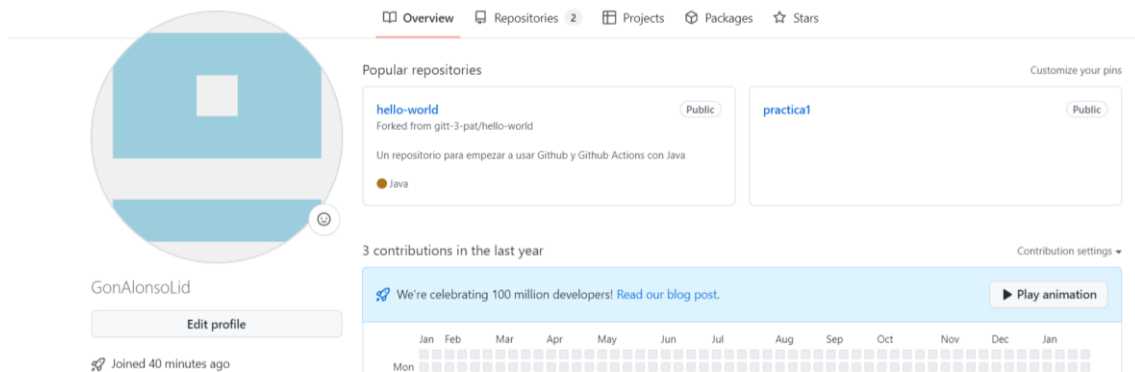 Overview Repositories 2 Projects Packages Stars
Popular repositories Customize your pins
hello-world Public
Forked from gitt-3-pat/hello-world
Un repositorio para empezar a usar Github y Github Actions con Java
Java
practica1 Public
3 contributions in the last year Contribution settings
We're celebrating 100 million developers! Read our blog post. Play animation
Jan Feb Mar Apr May Jun Jul Aug Sep Oct Nov Dec Jan
Mon
GonAlonsoLid
Edit profile
Joined 40 minutes ago